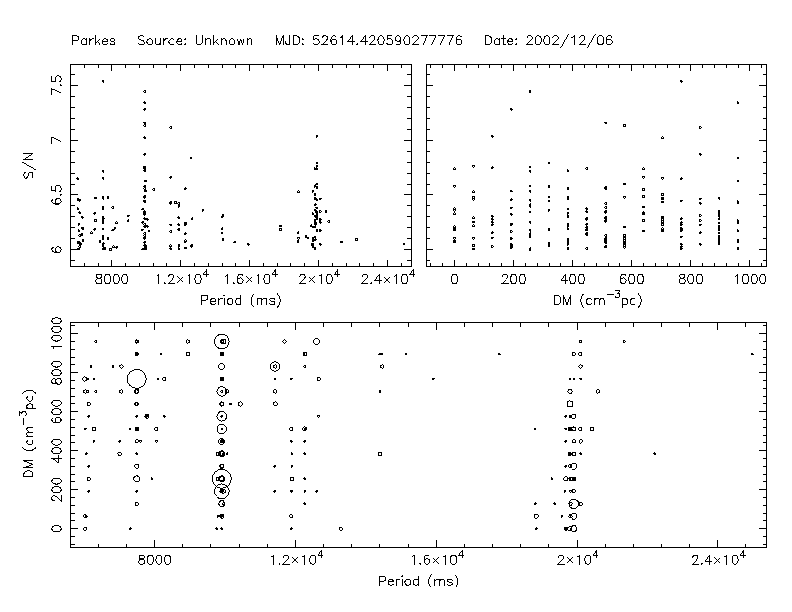 Parkes Source: Unknown MJD: 52614.420590277776 Date: 2002/12/06
7.5
7
6.5
6
S/N
8000 1.2×10⁴ 1.6×10⁴ 2×10⁴ 2.4×10⁴
Period (ms)
0 200 400 600 800 1000
DM (cm⁻³pc)
1000
800
600
400
200
0
DM (cm⁻³pc)
8000 1.2×10⁴ 1.6×10⁴ 2×10⁴ 2.4×10⁴
Period (ms)